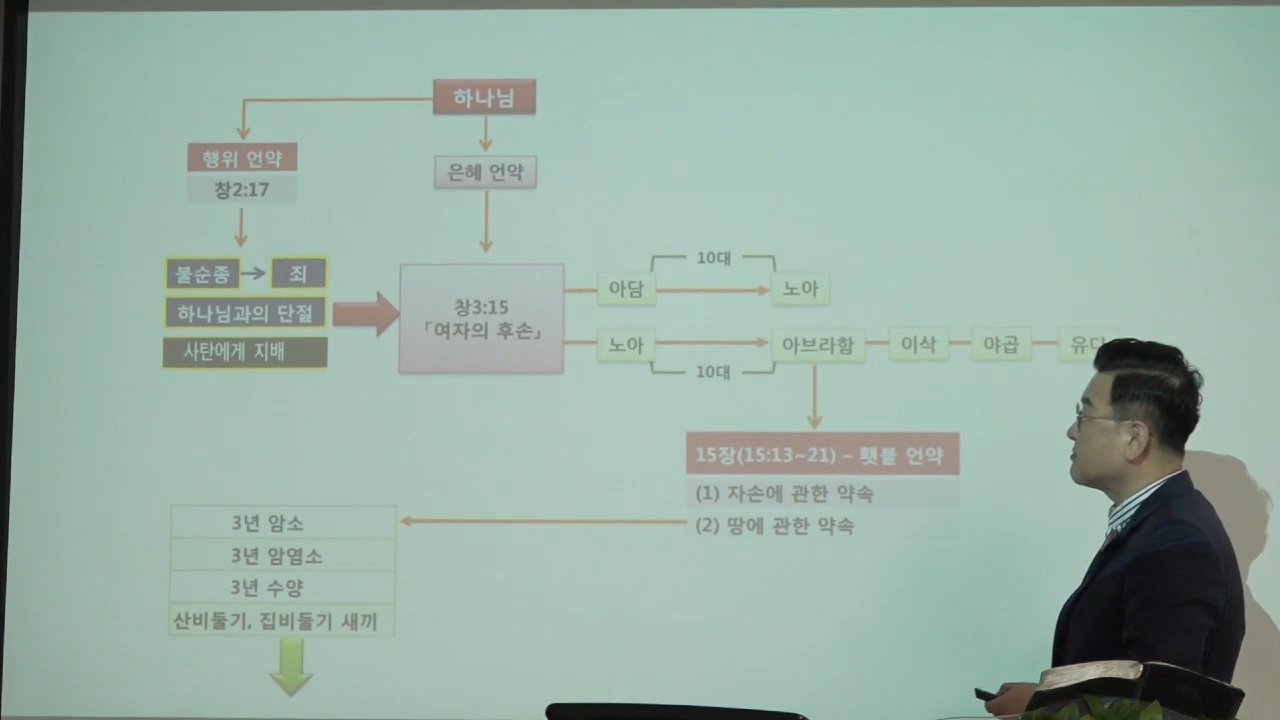 하나님
행위 언약
창2:17
은혜 언약
불순종
죄
하나님과의 단절
사탄에게 지배
창3:15
「여자의 후손」
10대
아담
노아
노아
아브라함
이삭
야곱
10대
15장(15:13~21) – 횃불 언약
(1) 자손에 관한 약속
(2) 땅에 관한 약속
3년 암소
3년 암염소
3년 수양
산비둘기, 집비둘기 새끼